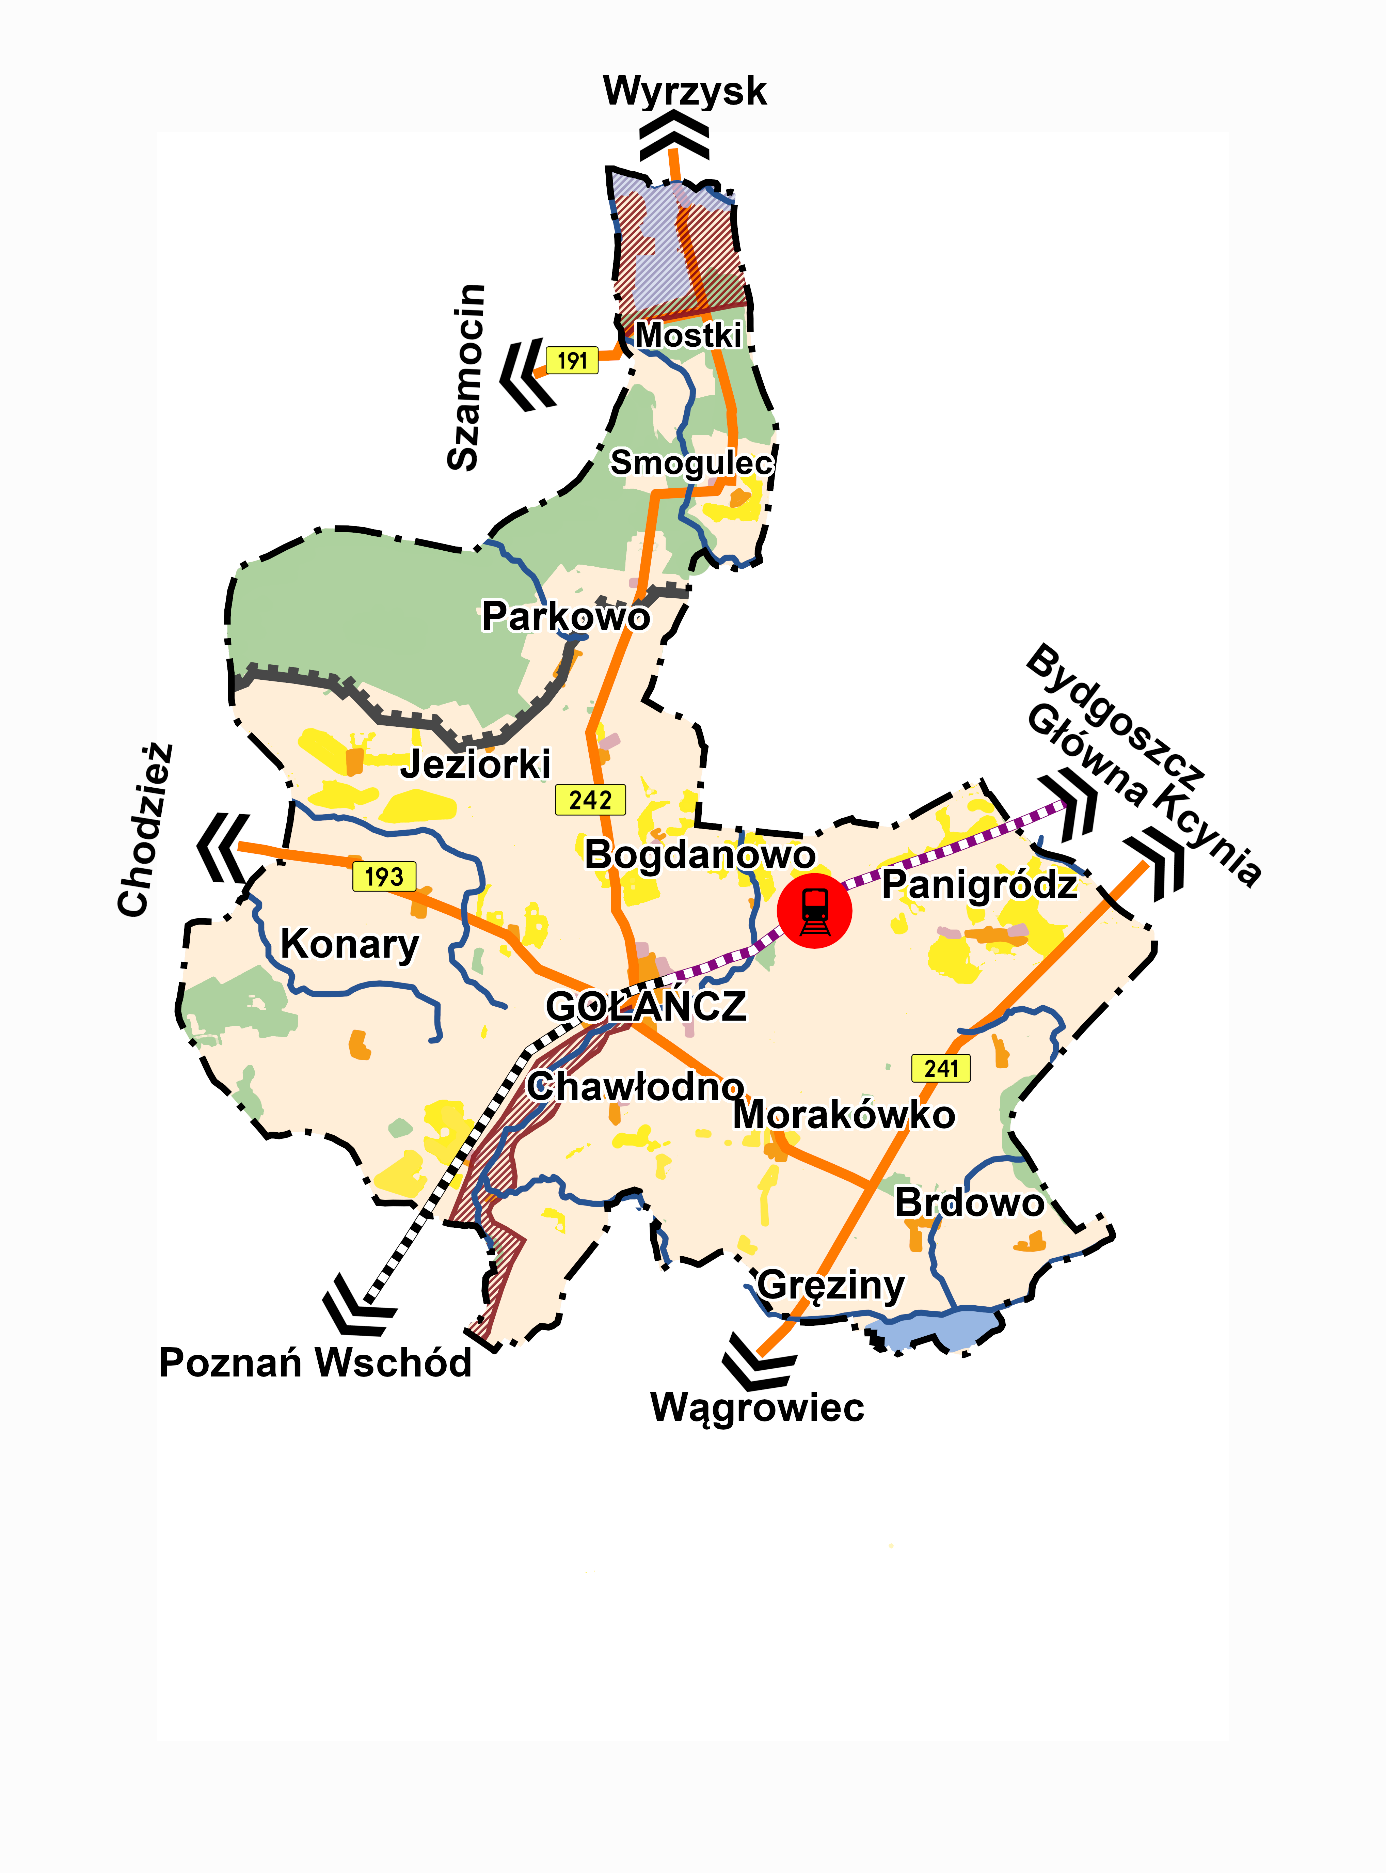 Wyrzysk
Szamocin
191
Mostki
Smogulec
Parkowo
Bydgoszcz
Główna Kcynia
Chodzież
Jeziorki
242
Bogdanowo
193
Panigródz
Konary
GOŁAŃCZ
241
Chawłodno
Morakówko
Brdowo
Gręziny
Poznań Wschód
Wągrowiec